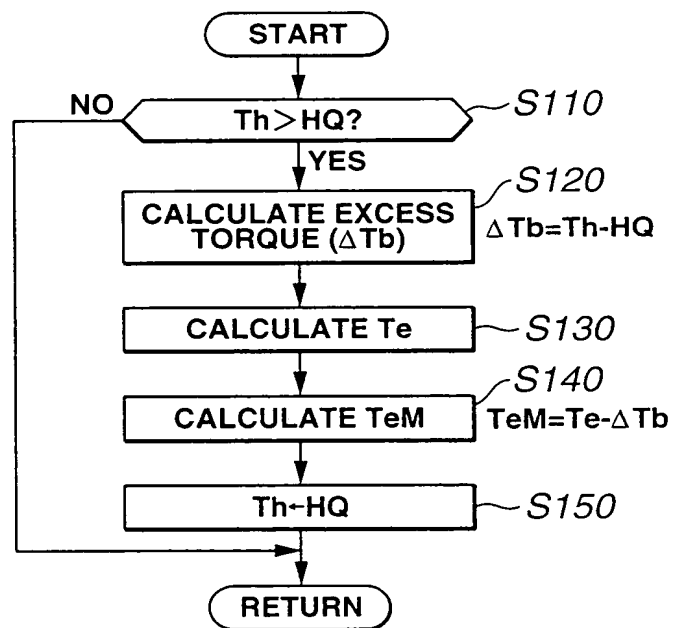 START
NO
Th>HQ?
S110
YES
S120
CALCULATE EXCESS
TORQUE (ΔTb)
ΔTb=Th-HQ
CALCULATE Te
S130
S140
CALCULATE TeM
TeM=Te-ΔTb
Th←HQ
S150
RETURN